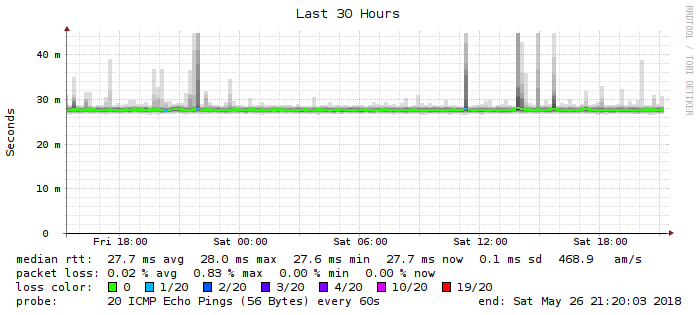 Last 30 Hours
RRDTOOL / TOBI OETIKER
Seconds
40 m
30 m
20 m
10 m
0
Fri 18:00 Sat 00:00 Sat 06:00 Sat 12:00 Sat 18:00
median rtt: 27.7 ms avg 28.0 ms max 27.6 ms min 27.7 ms now 0.1 ms sd 468.9 am/s
packet loss: 0.02 % avg 0.83 % max 0.00 % min 0.00 % now
loss color: 0 1/20 2/20 3/20 4/20 10/20 19/20
probe: 20 ICMP Echo Pings (56 Bytes) every 60s end: Sat May 26 21:20:03 2018